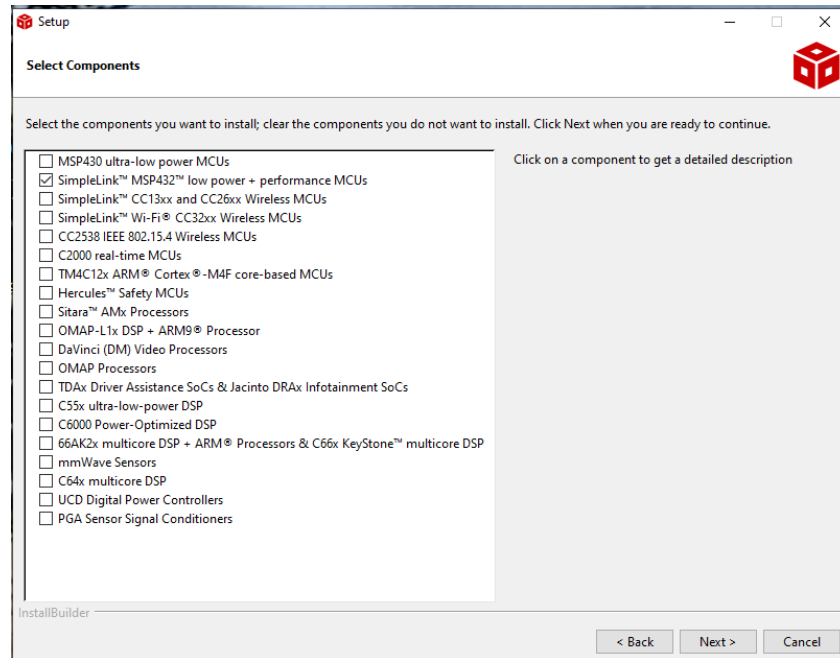 Setup
Select Components
Select the components you want to install; clear the components you do not want to install. Click Next when you are ready to continue.
MSP430 ultra-low power MCUs
Click on a component to get a detailed description
SimpleLink™ MSP432™ low power + performance MCUs
SimpleLink™ CC13xx and CC26xx Wireless MCUs
SimpleLink™ Wi-Fi® CC32xx Wireless MCUs
CC2538 IEEE 802.15.4 Wireless MCUs
C2000 real-time MCUs
TM4C12x ARM® Cortex®-M4F core-based MCUs
Hercules™ Safety MCUs
Sitara™ AMx Processors
OMAP-L1x DSP + ARM9® Processor
DaVinci (DM) Video Processors
OMAP Processors
TDAx Driver Assistance SoCs & Jacinto DRAx Infotainment SoCs
C55x ultra-low-power DSP
C6000 Power-Optimized DSP
66AK2x multicore DSP + ARM® Processors & C66x KeyStone™ multicore DSP
mmWave Sensors
C64x multicore DSP
UCD Digital Power Controllers
PGA Sensor Signal Conditioners
InstallBuilder
< Back Next > Cancel